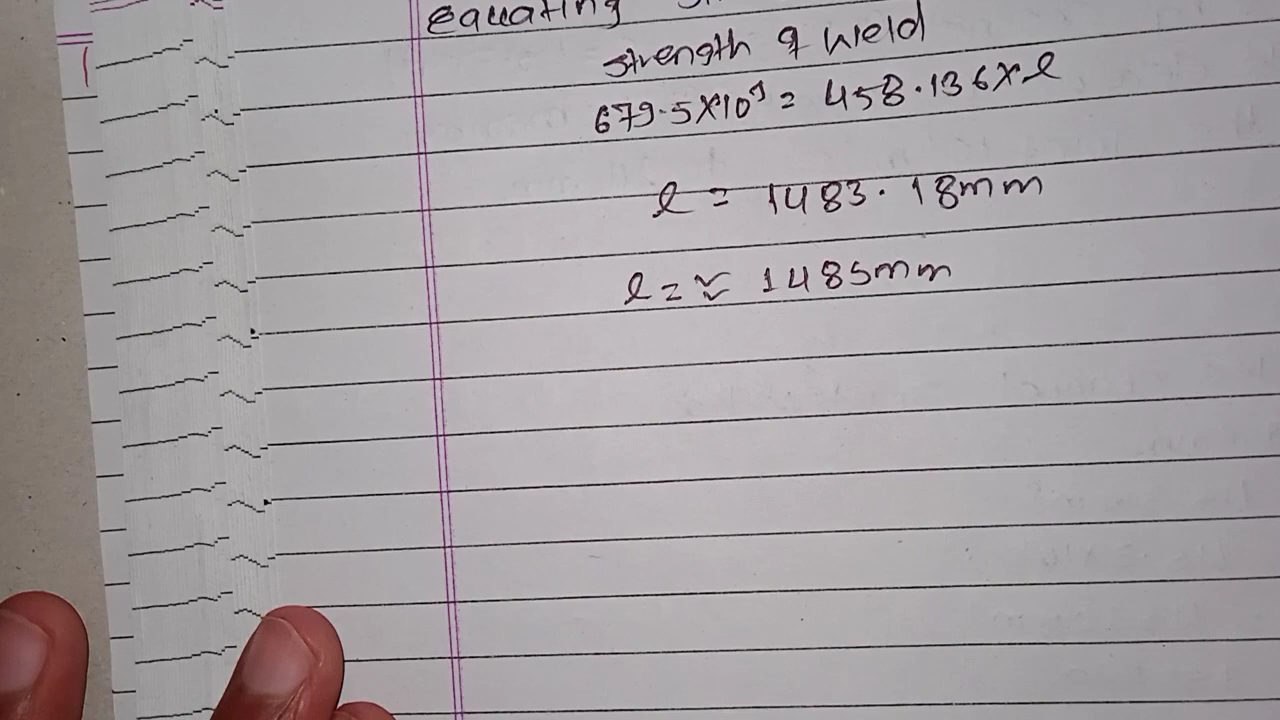 equating
strength of weld
679.5×10³ = 458.136×l
l = 1483.18mm
l = ≈ 1485mm